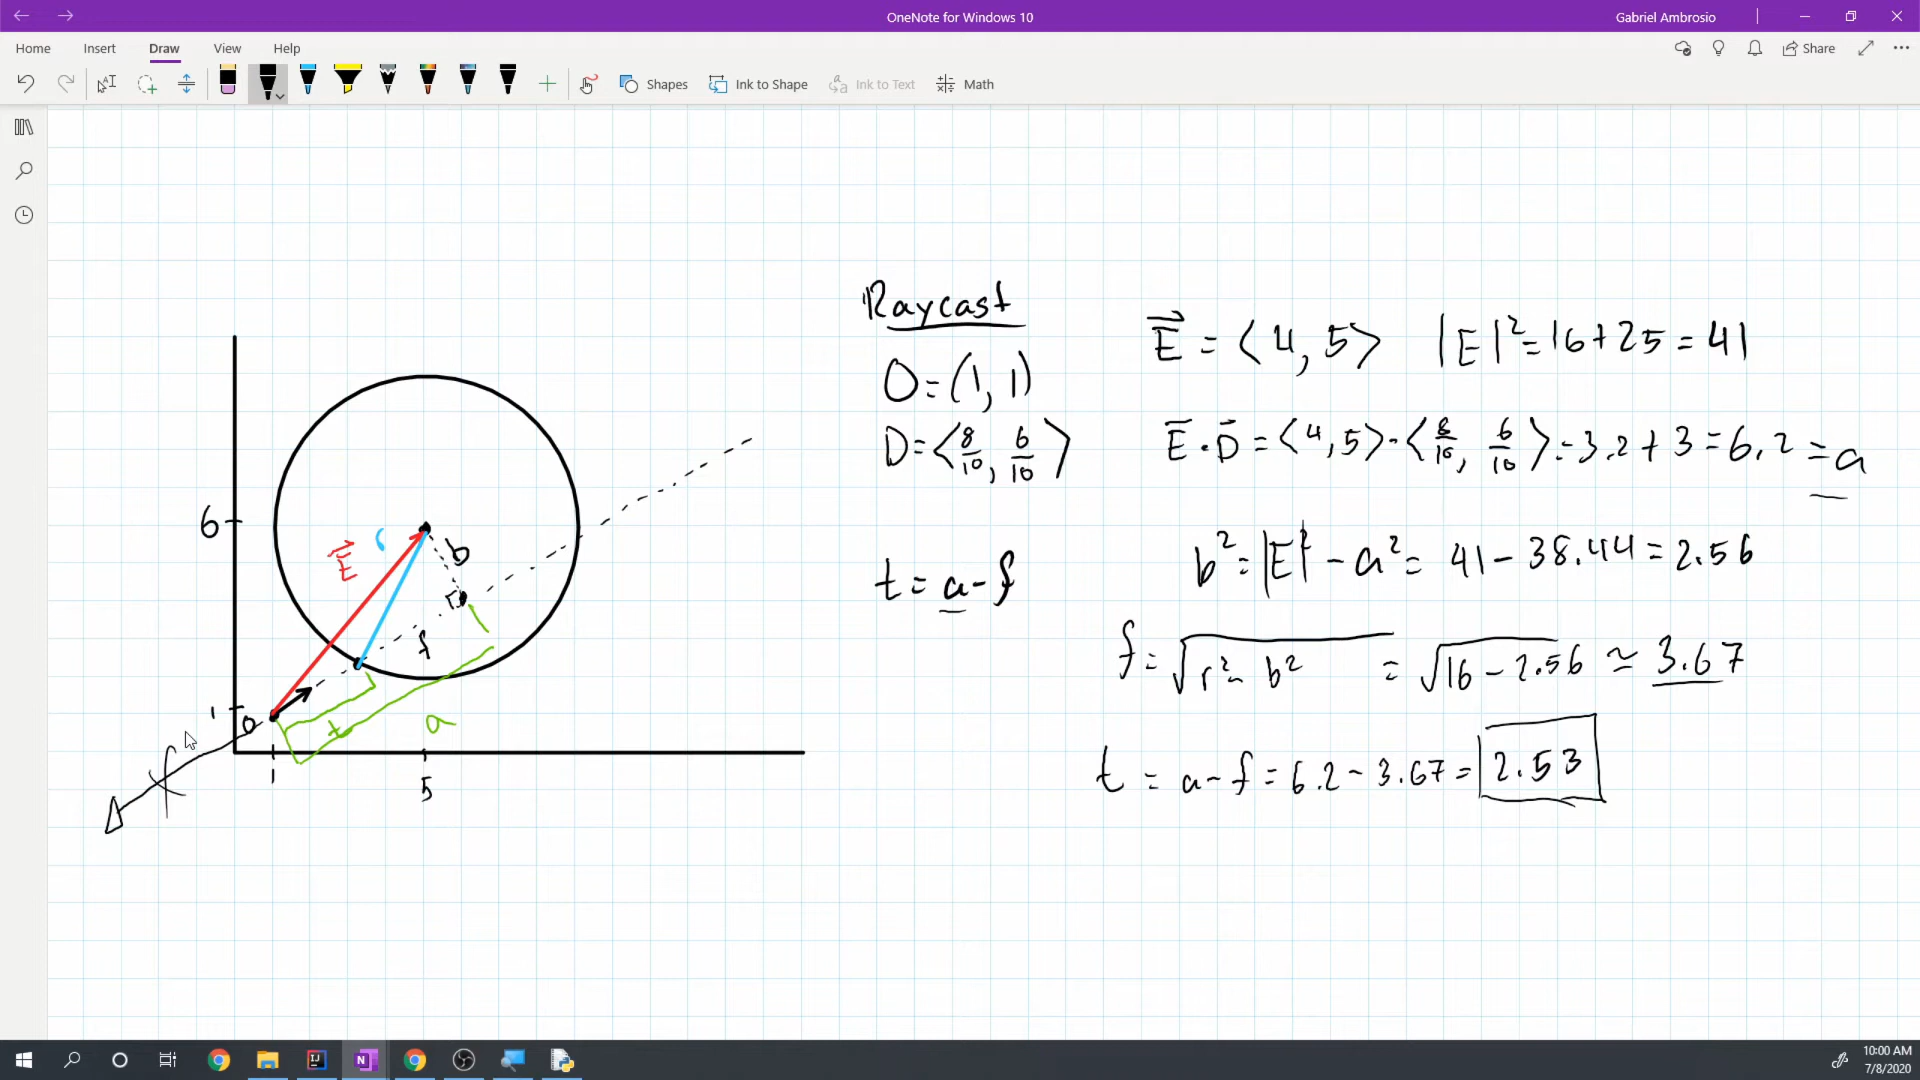 OneNote for Windows 10
Gabriel Ambrosio
Home Insert Draw View Help
Share
Shapes
Ink to Shape
Ink to Text
Math
Raycast
O=(1, 1)
D=⟨8/10, 6/10⟩
t=a-f
E = ⟨4, 5⟩ |E|²=16+25=41
E·D=⟨4,5⟩·⟨8/10, 6/10⟩=3.2+3=6.2=a
b²=|E|²-a²=41-38.44=2.56
f=√r²-b² = √16-2.56 ≃ 3.67
t = a-f=6.2-3.67=2.53
6
E
r
b
f
1
O
t
a
1
5
10:00 AM
7/8/2020